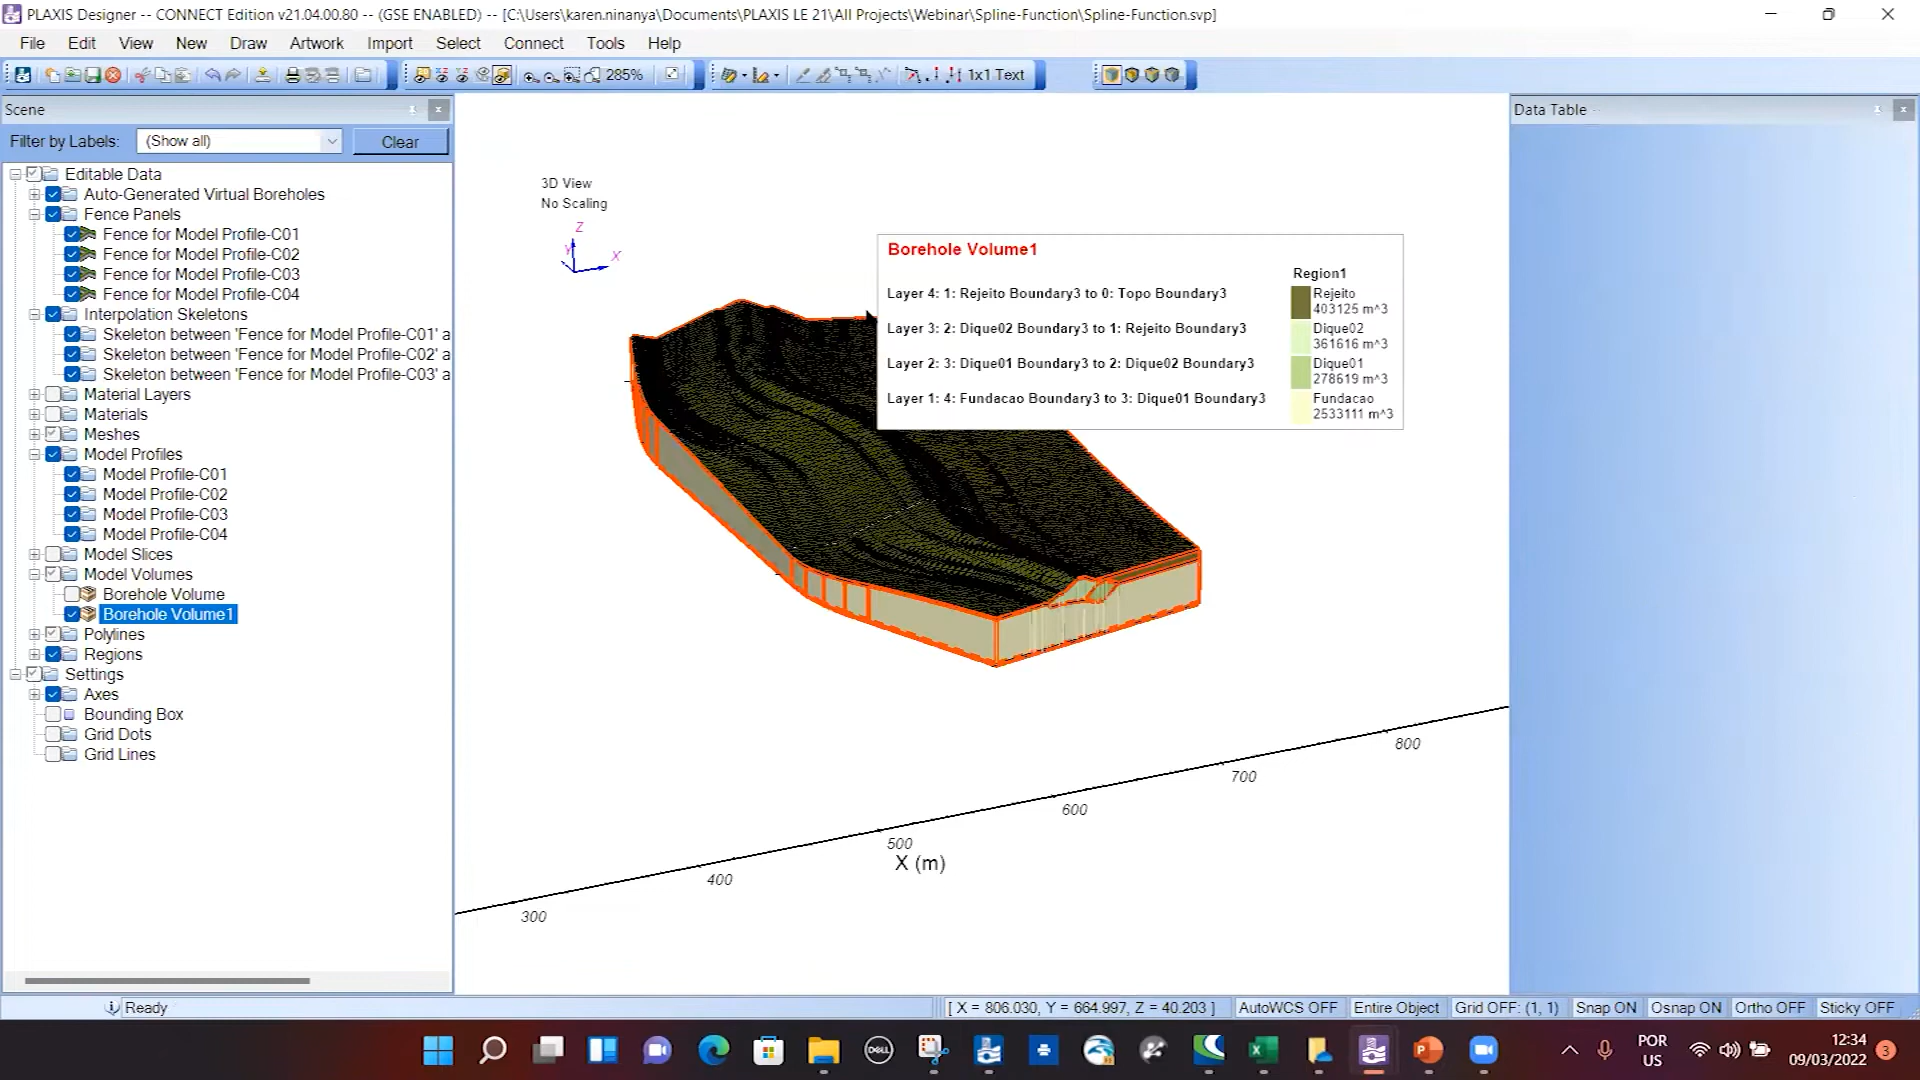 PLAXIS Designer -- CONNECT Edition v21.04.00.80 -- (GSE ENABLED) -- [C:\Users\karen.ninanya\Documents\PLAXIS LE 21\All Projects\Webinar\Spline-Function\Spline-Function.svp]
File Edit View New Draw Artwork Import Select Connect Tools Help
285% 1x1 Text
Scene
Filter by Labels: (Show all) Clear
Editable Data
Auto-Generated Virtual Boreholes
Fence Panels
Fence for Model Profile-C01
Fence for Model Profile-C02
Fence for Model Profile-C03
Fence for Model Profile-C04
Interpolation Skeletons
Skeleton between 'Fence for Model Profile-C01' a
Skeleton between 'Fence for Model Profile-C02' a
Skeleton between 'Fence for Model Profile-C03' a
Material Layers
Materials
Meshes
Model Profiles
Model Profile-C01
Model Profile-C02
Model Profile-C03
Model Profile-C04
Model Slices
Model Volumes
Borehole Volume
Borehole Volume1
Polylines
Regions
Settings
Axes
Bounding Box
Grid Dots
Grid Lines
3D View
No Scaling
Z
Y
X
Borehole Volume1
Region1
Layer 4: 1: Rejeito Boundary3 to 0: Topo Boundary3
Rejeito
403125 m^3
Layer 3: 2: Dique02 Boundary3 to 1: Rejeito Boundary3
Dique02
361616 m^3
Layer 2: 3: Dique01 Boundary3 to 2: Dique02 Boundary3
Dique01
278619 m^3
Layer 1: 4: Fundacao Boundary3 to 3: Dique01 Boundary3
Fundacao
2533111 m^3
300
400
500
600
700
800
X (m)
Data Table
Ready
[ X = 806.030, Y = 664.997, Z = 40.203 ] AutoWCS OFF Entire Object Grid OFF: (1, 1) Snap ON Osnap ON Ortho OFF Sticky OFF
DELL
POR
US
12:34
09/03/2022
3